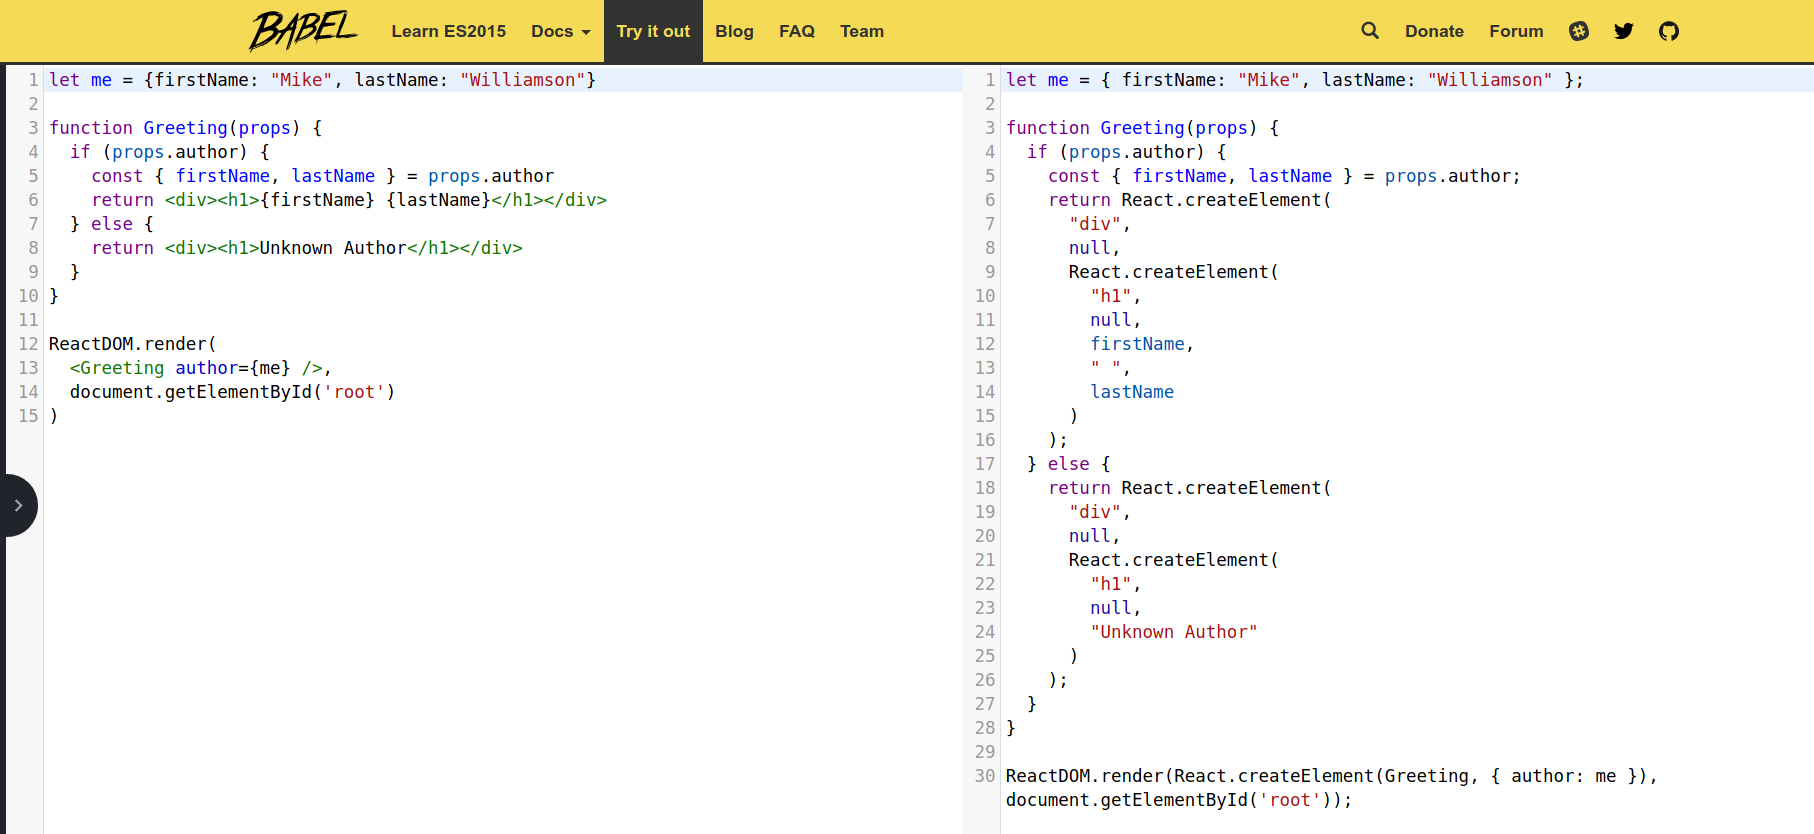 BABEL Learn ES2015 Docs Try it out Blog FAQ Team Donate Forum
1 let me = {firstName: "Mike", lastName: "Williamson"}
2
3 function Greeting(props) {
4   if (props.author) {
5     const { firstName, lastName } = props.author
6     return <div><h1>{firstName} {lastName}</h1></div>
7   } else {
8     return <div><h1>Unknown Author</h1></div>
9   }
10 }
11
12 ReactDOM.render(
13   <Greeting author={me} />,
14   document.getElementById('root')
15 )
1 let me = { firstName: "Mike", lastName: "Williamson" };
2
3 function Greeting(props) {
4   if (props.author) {
5     const { firstName, lastName } = props.author;
6     return React.createElement(
7       "div",
8       null,
9       React.createElement(
10         "h1",
11         null,
12         firstName,
13         " ",
14         lastName
15       )
16     );
17   } else {
18     return React.createElement(
19       "div",
20       null,
21       React.createElement(
22         "h1",
23         null,
24         "Unknown Author"
25       )
26     );
27   }
28 }
29
30 ReactDOM.render(React.createElement(Greeting, { author: me }),
document.getElementById('root'));